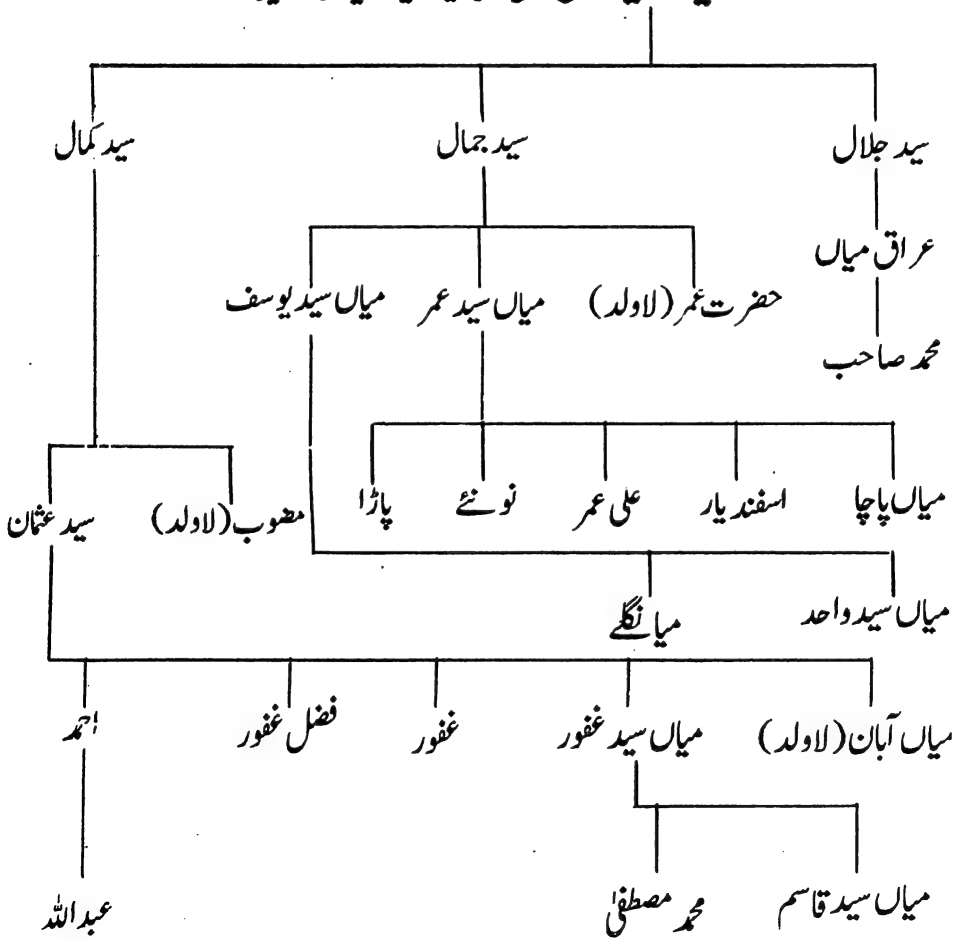 سید جلال سید جمال سید کمال
عراق میاں
حضرت عمر (لاولد) میاں سید عمر میاں سید یوسف
محمد صاحب
میاں پاچا اسفندیار علی عمر نونئے پاڑا
مضوب (لاولد) سید عثمان
میاں سید واحد میانگلے
میاں آبان (لاولد) میاں سید غفور غفور فضل غفور احمد
میاں سید قاسم محمد مصطفیٰ عبداللہ